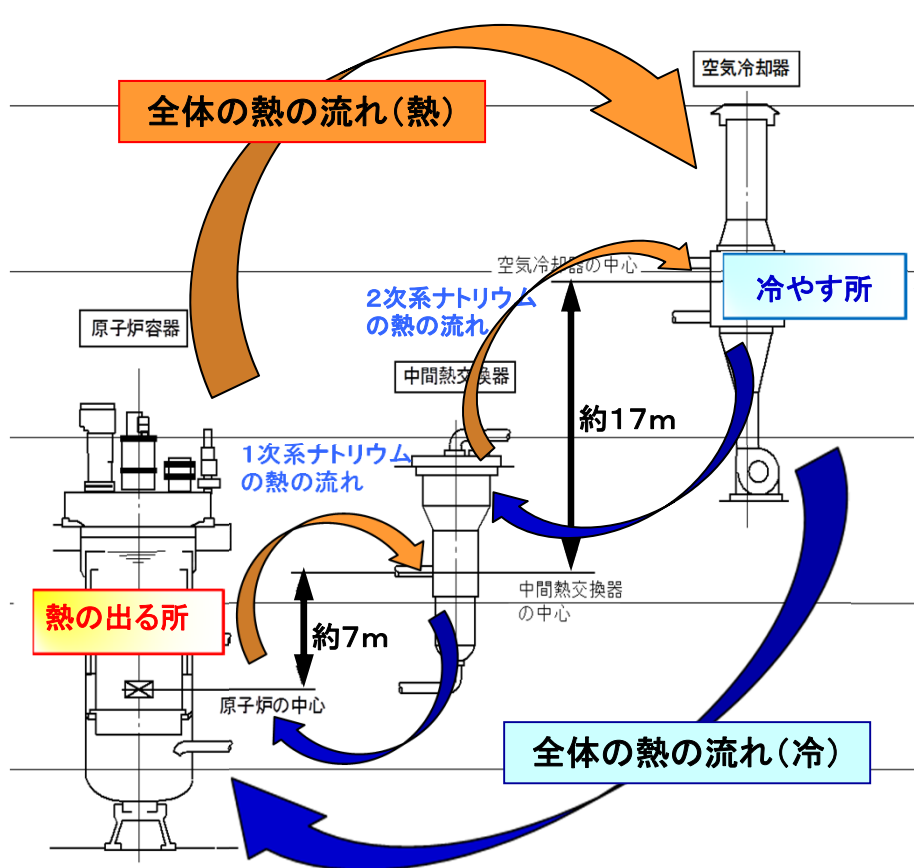 空気冷却器
全体の熱の流れ（熱）
空気冷却器の中心
冷やす所
2次系ナトリウム
の熱の流れ
原子炉容器
中間熱交換器
約17m
1次系ナトリウム
の熱の流れ
中間熱交換器
の中心
熱の出る所
約7m
原子炉の中心
全体の熱の流れ（冷）